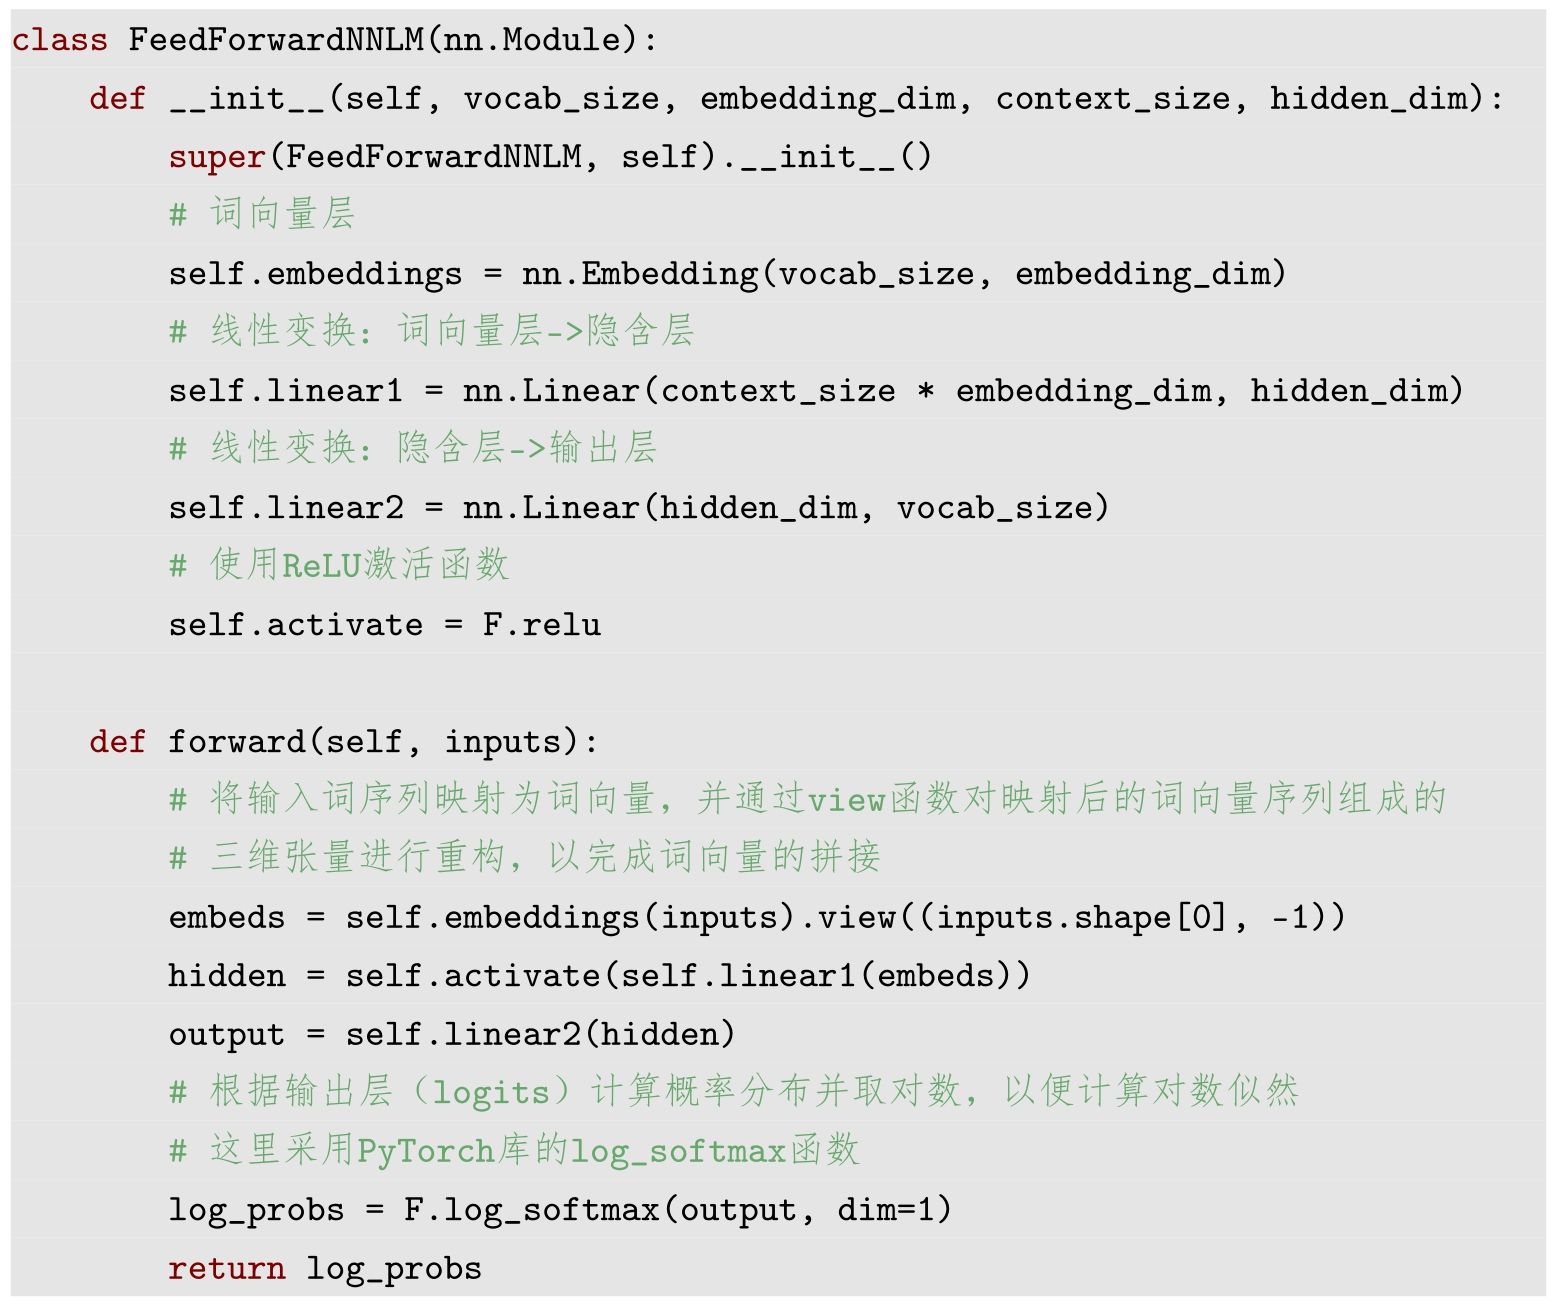 class FeedForwardNNLM(nn.Module):
    def __init__(self, vocab_size, embedding_dim, context_size, hidden_dim):
        super(FeedForwardNNLM, self).__init__()
        # 词向量层
        self.embeddings = nn.Embedding(vocab_size, embedding_dim)
        # 线性变换：词向量层->隐含层
        self.linear1 = nn.Linear(context_size * embedding_dim, hidden_dim)
        # 线性变换：隐含层->输出层
        self.linear2 = nn.Linear(hidden_dim, vocab_size)
        # 使用ReLU激活函数
        self.activate = F.relu

    def forward(self, inputs):
        # 将输入词序列映射为词向量，并通过view函数对映射后的词向量序列组成的
        # 三维张量进行重构，以完成词向量的拼接
        embeds = self.embeddings(inputs).view((inputs.shape[0], -1))
        hidden = self.activate(self.linear1(embeds))
        output = self.linear2(hidden)
        # 根据输出层（logits）计算概率分布并取对数，以便计算对数似然
        # 这里采用PyTorch库的log_softmax函数
        log_probs = F.log_softmax(output, dim=1)
        return log_probs